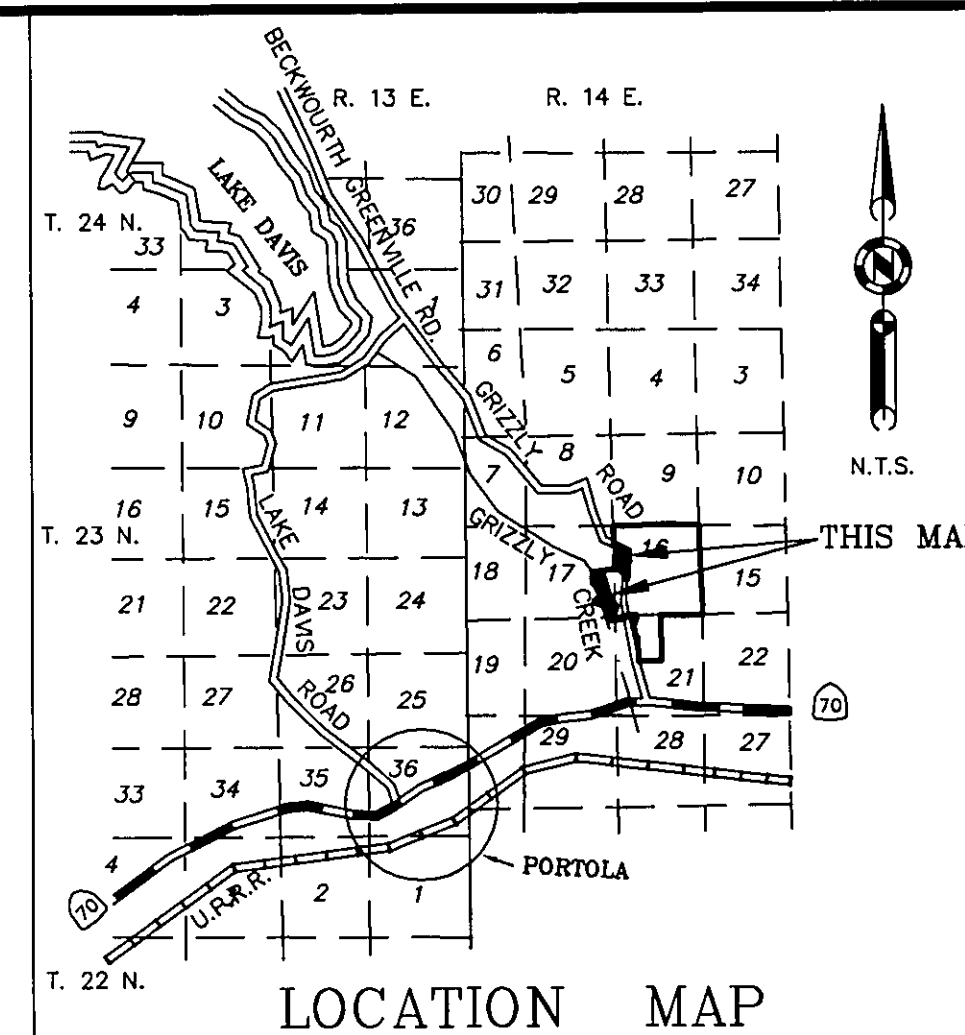 R. 13 E. R. 14 E.
BECKWOURTH GREENVILLE RD.
LAKE DAVIS
T. 24 N.
33 36 30 29 28 27
4 3 1 31 32 33 34
6 5 4 3
9 10 11 12 7 8 9 10
GRIZZLY ROAD
N
N.T.S.
16 15 14 13 18 17 16 15
T. 23 N.
GRIZZLY CREEK
THIS MA
LAKE DAVIS ROAD
21 22 23 24 19 20 21 22
28 27 26 25 29 28 27
70
33 34 35 36
PORTOLA
4 2 1
70
U.P.R.R.
T. 22 N.
LOCATION MAP